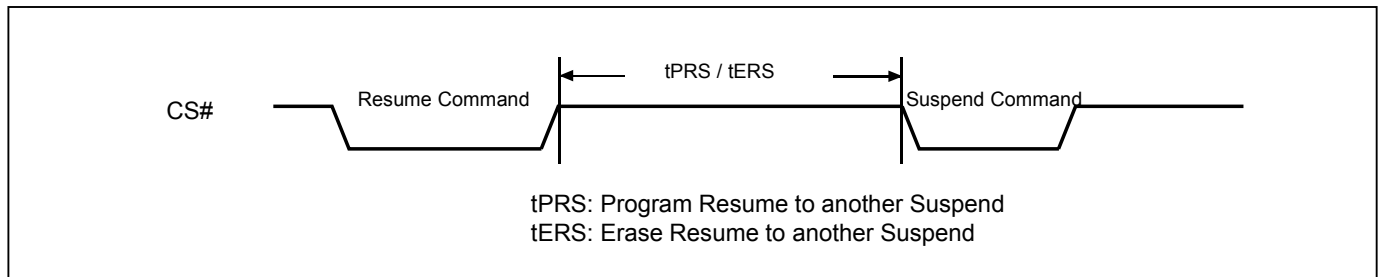 tPRS / tERS
CS#
Resume Command
Suspend Command
tPRS: Program Resume to another Suspend
tERS: Erase Resume to another Suspend